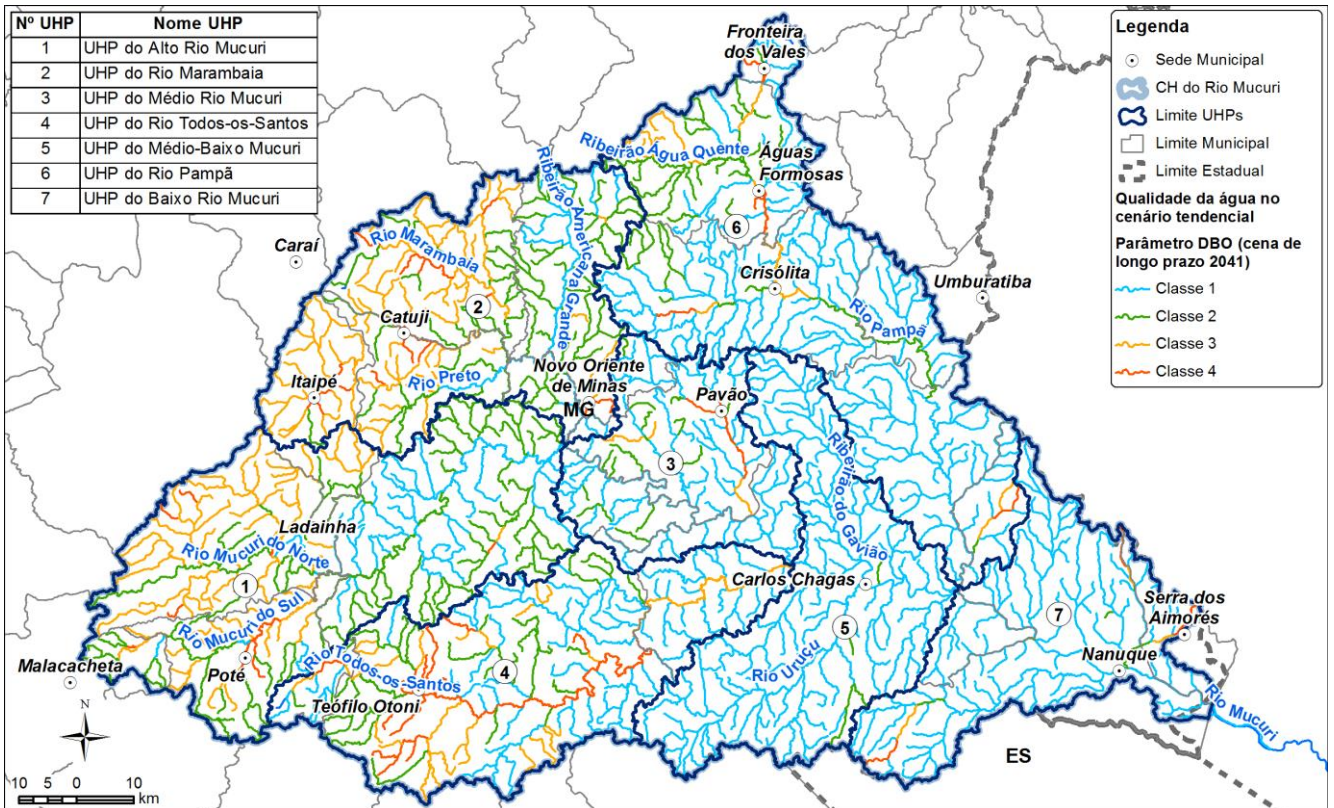 Nº UHP Nome UHP
1 UHP do Alto Rio Mucuri
2 UHP do Rio Marambaia
3 UHP do Médio Rio Mucuri
4 UHP do Rio Todos-os-Santos
5 UHP do Médio-Baixo Mucuri
6 UHP do Rio Pampã
7 UHP do Baixo Rio Mucuri
Legenda
Sede Municipal
CH do Rio Mucuri
Limite UHPs
Limite Municipal
Limite Estadual
Qualidade da água no
cenário tendencial
Parâmetro DBO (cena de
longo prazo 2041)
Classe 1
Classe 2
Classe 3
Classe 4
Fronteira
dos Vales
Ribeirão Água Quente
Águas
Formosas
Ribeirão Americana Grande
6
Caraí
Rio Marambaia
Crisólita
Umburatiba
2
Rio Pampã
Catuji
Novo Oriente
de Minas
MG
Rio Preto
Itaipé
Pavão
3
Ribeirão do Gavião
Ladainha
Rio Mucuri do Norte
1
Carlos Chagas
Rio Mucuri do Sul
5
7
Serra dos
Aimorés
Malacacheta
Poté
Rio Todos-os-Santos
4
Rio Uruçu
Nanuque
Teófilo Otoni
Rio Mucuri
N
ES
10 5 0 10
km